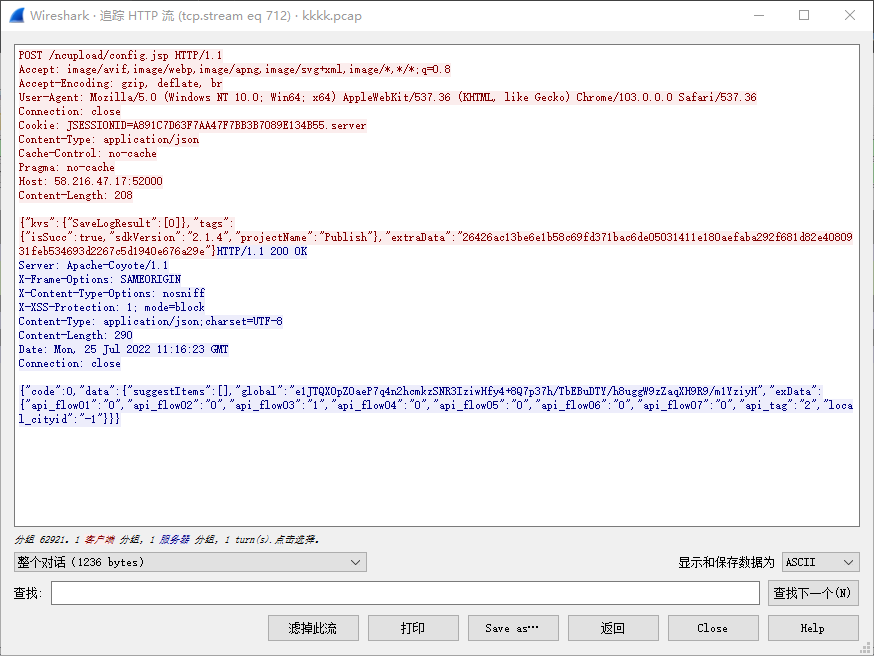 Wireshark · 追踪 HTTP 流 (tcp.stream eq 712) · kkkk.pcap
POST /ncupload/config.jsp HTTP/1.1
Accept: image/avif,image/webp,image/apng,image/svg+xml,image/*,*/*;q=0.8
Accept-Encoding: gzip, deflate, br
User-Agent: Mozilla/5.0 (Windows NT 10.0; Win64; x64) AppleWebKit/537.36 (KHTML, like Gecko) Chrome/103.0.0.0 Safari/537.36
Connection: close
Cookie: JSESSIONID=A891C7D63F7AA47F7BB3B7089E134B55.server
Content-Type: application/json
Cache-Control: no-cache
Pragma: no-cache
Host: 58.216.47.17:52000
Content-Length: 208
{"kvs":{"SaveLogResult":[0]},"tags":
{"isSucc":true,"sdkVersion":"2.1.4","projectName":"Publish"},"extraData":"26426ac13be6e1b58c69fd371bac6de05031411e180aefaba292f681d82e40809
31feb534693d2267c5d1940e676a29e"}HTTP/1.1 200 OK
Server: Apache-Coyote/1.1
X-Frame-Options: SAMEORIGIN
X-Content-Type-Options: nosniff
X-XSS-Protection: 1; mode=block
Content-Type: application/json;charset=UTF-8
Content-Length: 290
Date: Mon, 25 Jul 2022 11:16:23 GMT
Connection: close
{"code":0,"data":{"suggestItems":[],"global":"e1JTQXOpZ0aeP7q4n2hcmkzSNR3IziwHfy4+8Q7p37h/TbEBuDTY/h8uggW9zZaqXH9R9/m1YziyH","exData":
{"api_flow01":"0","api_flow02":"0","api_flow03":"1","api_flow04":"0","api_flow05":"0","api_flow06":"0","api_flow07":"0","api_tag":"2","loca
l_cityid":"-1"}}}
分组 62921。1 客户端 分组, 1 服务器 分组, 1 turn(s).点击选择。
整个对话 (1236 bytes)
显示和保存数据为 ASCII
查找: 查找下一个(N)
滤掉此流 打印 Save as… 返回 Close Help